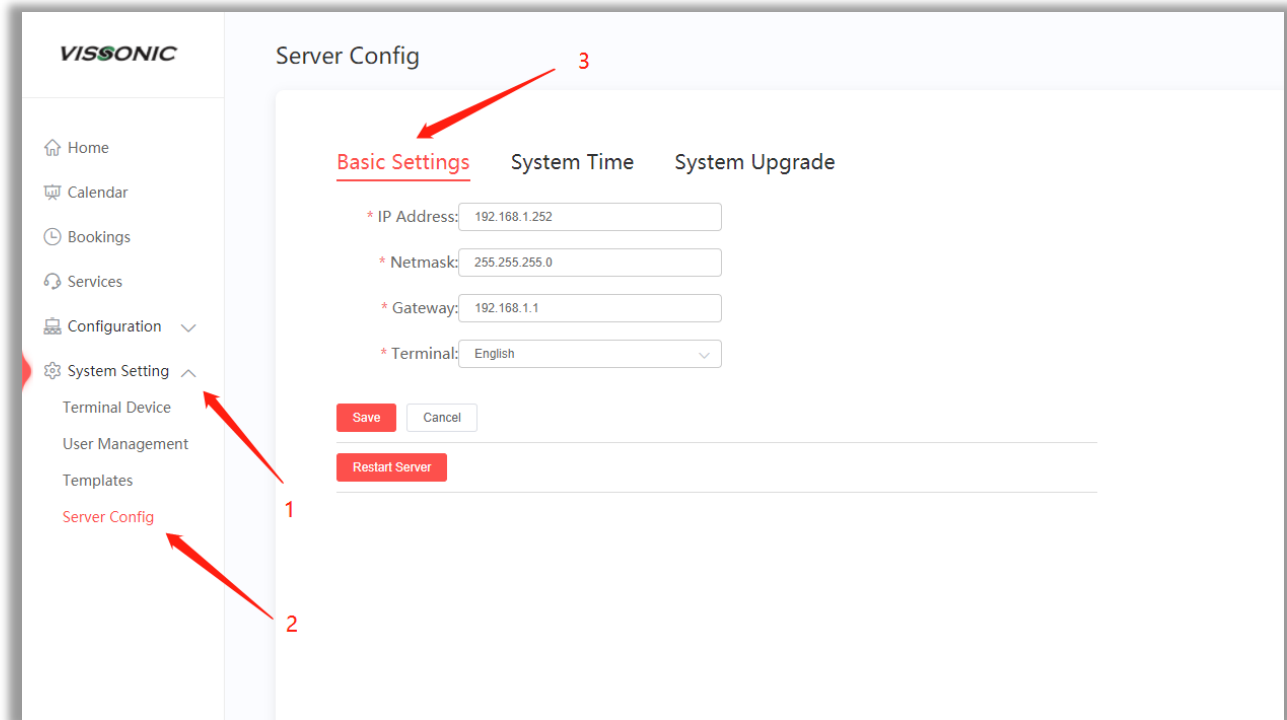 VISSONIC
Server Config
3
Home
Calendar
Bookings
Services
Configuration
System Setting
Terminal Device
User Management
Templates
Server Config
1
2
Basic Settings System Time System Upgrade
* IP Address: 192.168.1.252
* Netmask: 255.255.255.0
* Gateway: 192.168.1.1
* Terminal: English
Save Cancel
Restart Server